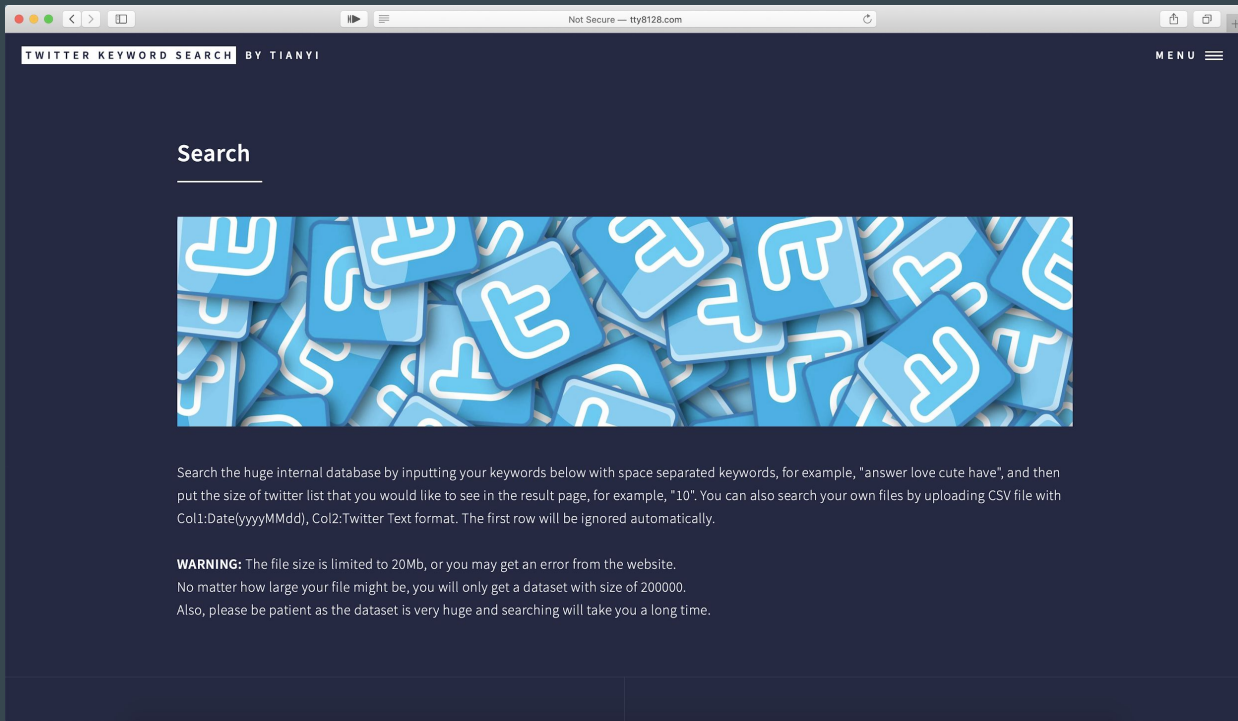 Not Secure — tty8128.com
TWITTER KEYWORD SEARCH BY TIANYI
MENU
Search
Search the huge internal database by inputting your keywords below with space separated keywords, for example, "answer love cute have", and then
put the size of twitter list that you would like to see in the result page, for example, "10". You can also search your own files by uploading CSV file with
Col1:Date(yyyyMMdd), Col2:Twitter Text format. The first row will be ignored automatically.
WARNING: The file size is limited to 20Mb, or you may get an error from the website.
No matter how large your file might be, you will only get a dataset with size of 200000.
Also, please be patient as the dataset is very huge and searching will take you a long time.